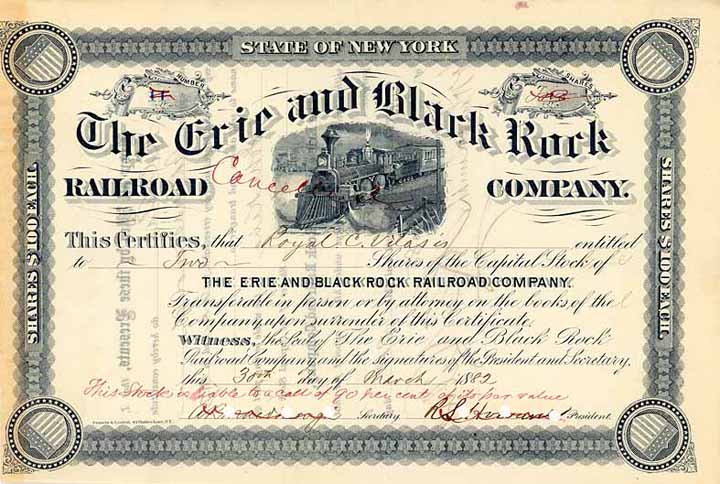 STATE OF NEW YORK
NUMBER
SHARES
The Erie and Black Rock
RAILROAD COMPANY.
Cancelled
SHARES $100 EACH.
SHARES $100 EACH.
This Certifies, that Royal C. entitled
to Two Shares of the Capital Stock of
THE ERIE AND BLACK ROCK RAILROAD COMPANY.
Transferable in person or by attorney on the books of the
Company, upon surrender of this Certificate.
Witness, the Seal of The Erie and Black Rock
Railroad Company and the signatures of the President and Secretary.
this 30th day of March 1882
This Stock is liable to a call of 90 per cent of its par value
Secretary President.